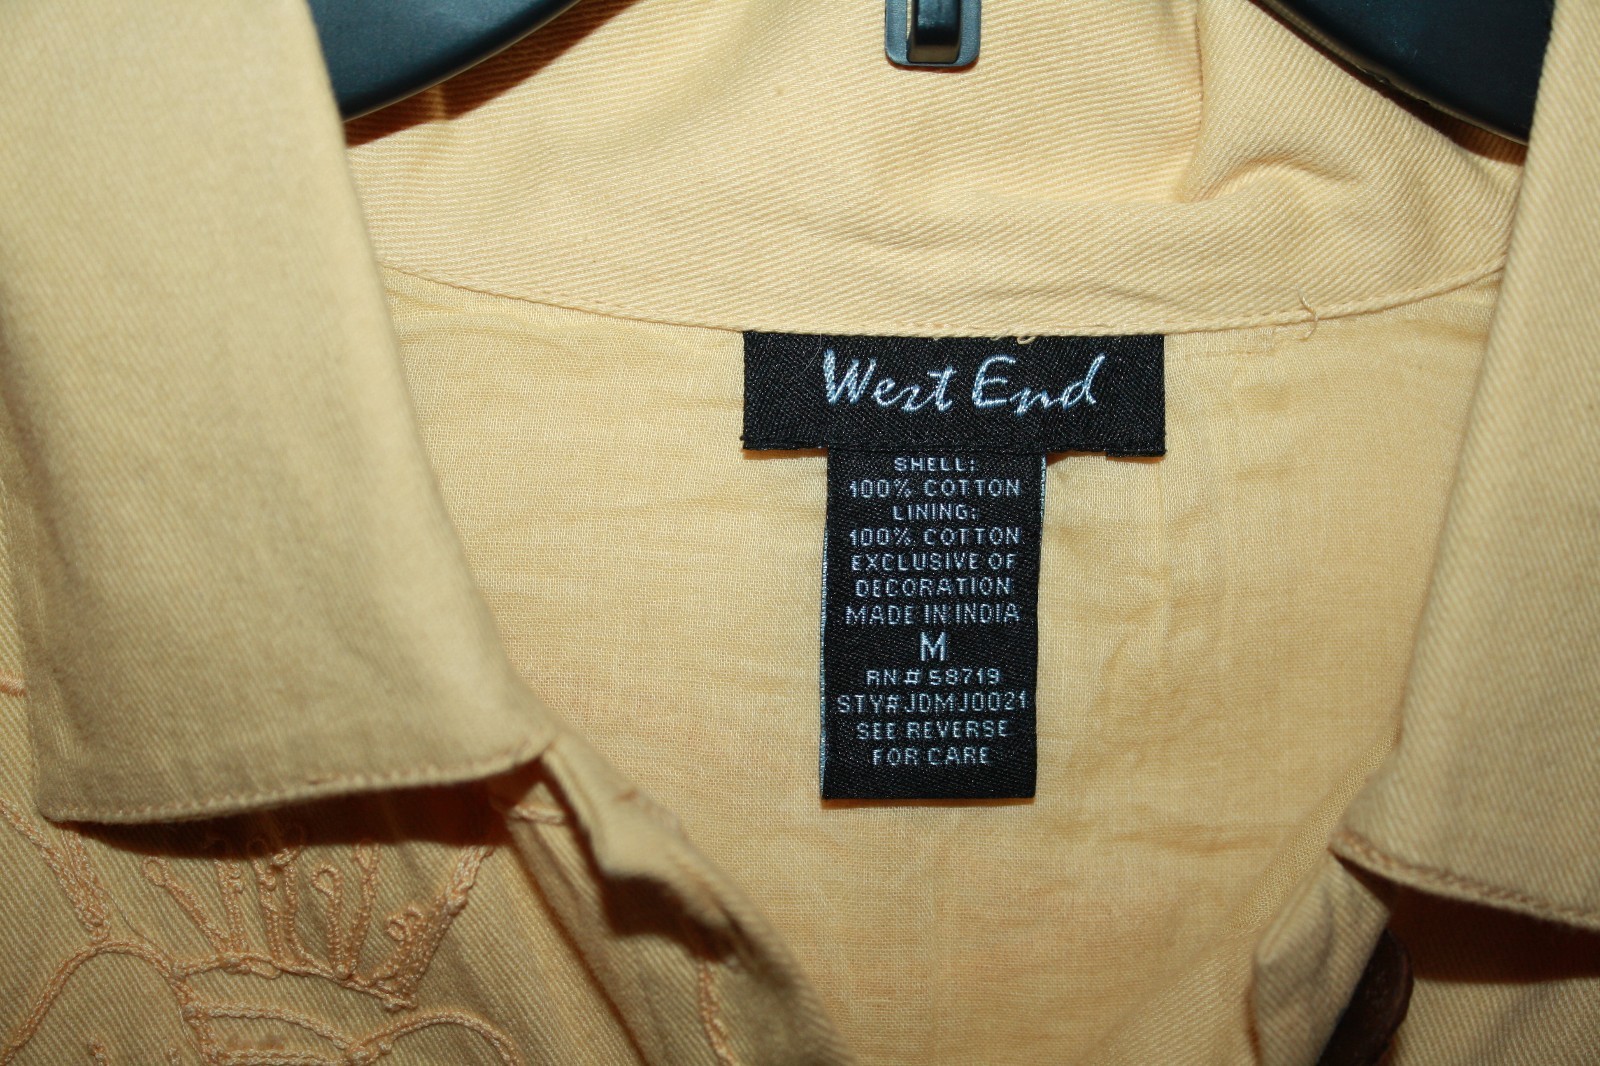 West End
SHELL:
100% COTTON
LINING:
100% COTTON
EXCLUSIVE OF
DECORATION
MADE IN INDIA
M
RN# 58719
STY#JDMJ0021
SEE REVERSE
FOR CARE